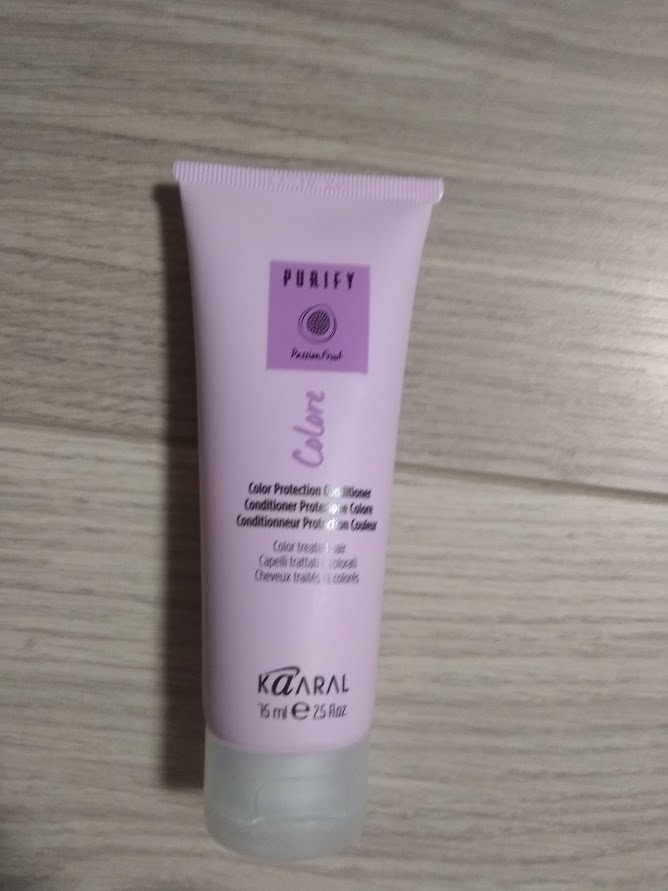 PURIFY
Passion Fruit
Colore
Color Protection Conditioner
Conditioner Protezione Colore
Conditionneur Protection Couleur
Color treated hair
Capelli trattati e colorati
Cheveux traités et colorés
KAARAL
75 ml e 2.5 fl.oz.